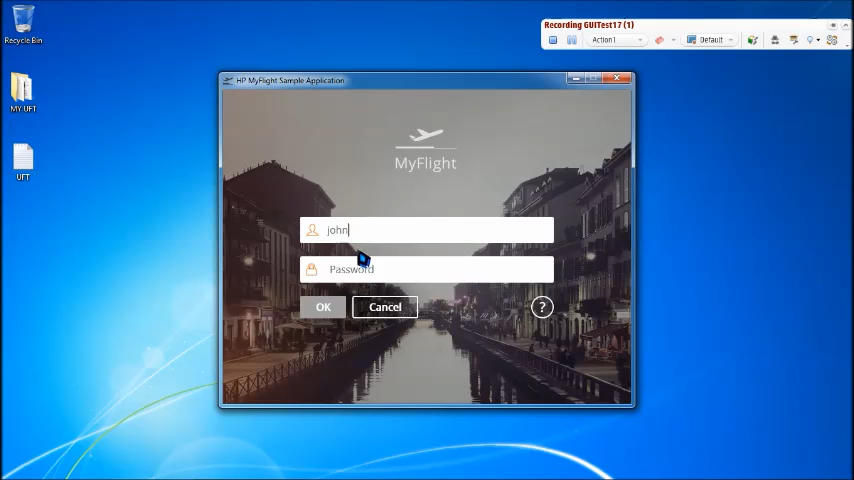 Recycle Bin
MY UFT
UFT
Recording GUITest17 (1)
Action1
Default
HP MyFlight Sample Application
MyFlight
john
Password
OK
Cancel
?